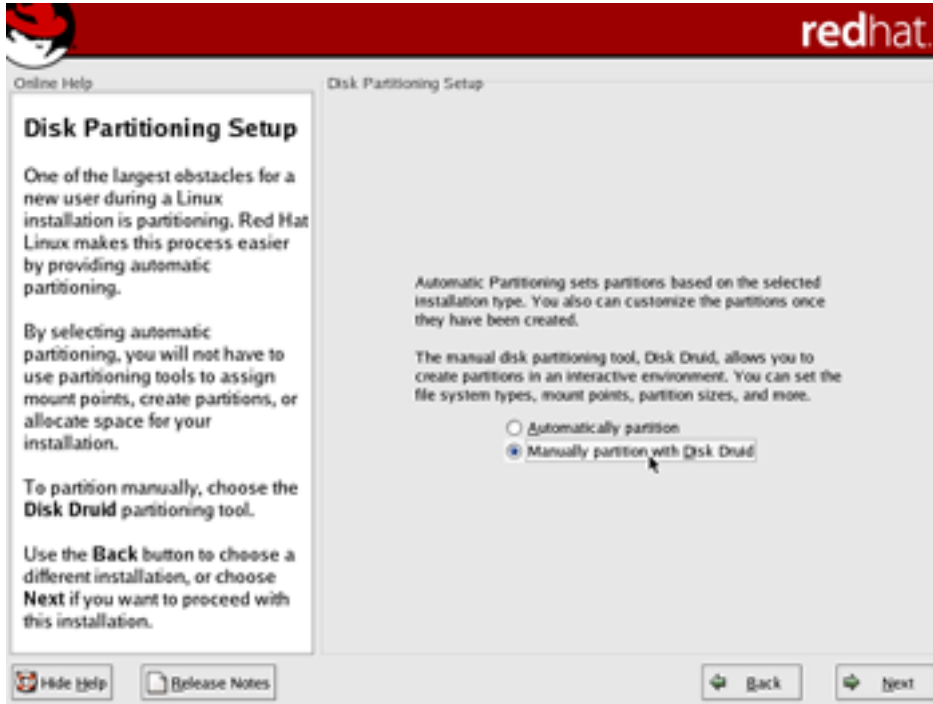 redhat.
Online Help
Disk Partitioning Setup
Disk Partitioning Setup
One of the largest obstacles for a
new user during a Linux
installation is partitioning. Red Hat
Linux makes this process easier
by providing automatic
partitioning.
By selecting automatic
partitioning, you will not have to
use partitioning tools to assign
mount points, create partitions, or
allocate space for your
installation.
To partition manually, choose the
Disk Druid partitioning tool.
Use the Back button to choose a
different installation, or choose
Next if you want to proceed with
this installation.
Automatic Partitioning sets partitions based on the selected
installation type. You also can customize the partitions once
they have been created.
The manual disk partitioning tool, Disk Druid, allows you to
create partitions in an interactive environment. You can set the
file system types, mount points, partition sizes, and more.
Automatically partition
Manually partition with Disk Druid
Hide Help
Release Notes
Back
Next